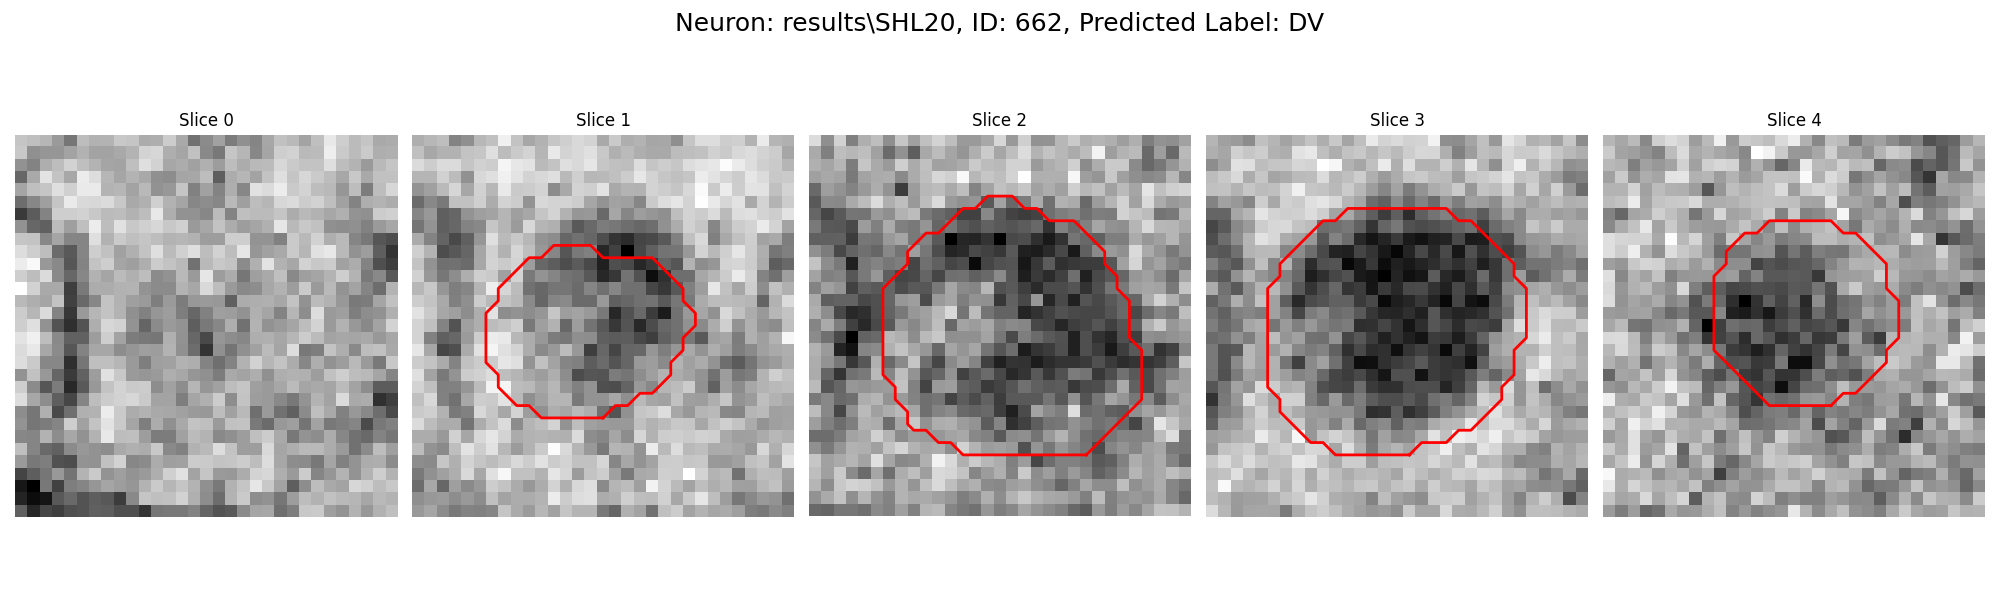 Neuron: results\SHL20, ID: 662, Predicted Label: DV
Slice 0
Slice 1
Slice 2
Slice 3
Slice 4